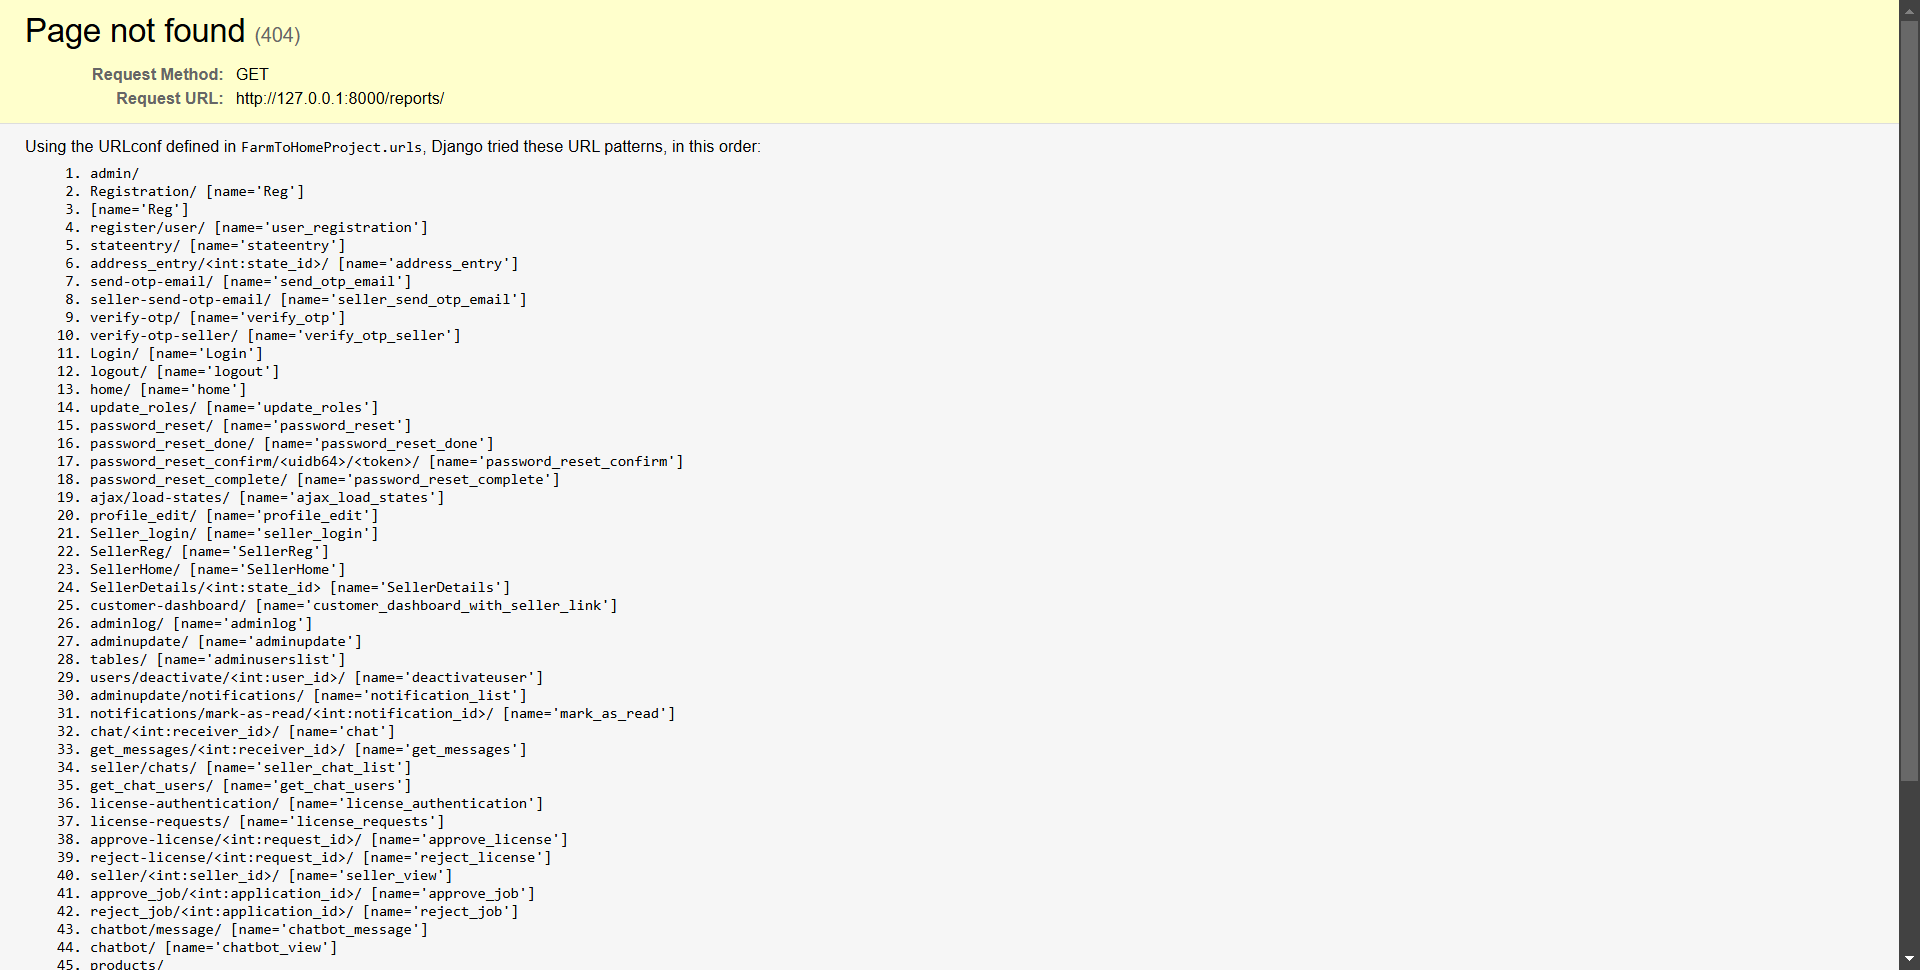 Page not found (404)
Request Method: GET
Request URL: http://127.0.0.1:8000/reports/
Using the URLconf defined in FarmToHomeProject.urls, Django tried these URL patterns, in this order:
1. admin/
2. Registration/ [name='Reg']
3. [name='Reg']
4. register/user/ [name='user_registration']
5. stateentry/ [name='stateentry']
6. address_entry/<int:state_id>/ [name='address_entry']
7. send-otp-email/ [name='send_otp_email']
8. seller-send-otp-email/ [name='seller_send_otp_email']
9. verify-otp/ [name='verify_otp']
10. verify-otp-seller/ [name='verify_otp_seller']
11. Login/ [name='Login']
12. logout/ [name='logout']
13. home/ [name='home']
14. update_roles/ [name='update_roles']
15. password_reset/ [name='password_reset']
16. password_reset_done/ [name='password_reset_done']
17. password_reset_confirm/<uidb64>/<token>/ [name='password_reset_confirm']
18. password_reset_complete/ [name='password_reset_complete']
19. ajax/load-states/ [name='ajax_load_states']
20. profile_edit/ [name='profile_edit']
21. Seller_login/ [name='seller_login']
22. SellerReg/ [name='SellerReg']
23. SellerHome/ [name='SellerHome']
24. SellerDetails/<int:state_id> [name='SellerDetails']
25. customer-dashboard/ [name='customer_dashboard_with_seller_link']
26. adminlog/ [name='adminlog']
27. adminupdate/ [name='adminupdate']
28. tables/ [name='adminuserslist']
29. users/deactivate/<int:user_id>/ [name='deactivateuser']
30. adminupdate/notifications/ [name='notification_list']
31. notifications/mark-as-read/<int:notification_id>/ [name='mark_as_read']
32. chat/<int:receiver_id>/ [name='chat']
33. get_messages/<int:receiver_id>/ [name='get_messages']
34. seller/chats/ [name='seller_chat_list']
35. get_chat_users/ [name='get_chat_users']
36. license-authentication/ [name='license_authentication']
37. license-requests/ [name='license_requests']
38. approve-license/<int:request_id>/ [name='approve_license']
39. reject-license/<int:request_id>/ [name='reject_license']
40. seller/<int:seller_id>/ [name='seller_view']
41. approve_job/<int:application_id>/ [name='approve_job']
42. reject_job/<int:application_id>/ [name='reject_job']
43. chatbot/message/ [name='chatbot_message']
44. chatbot/ [name='chatbot_view']
45. products/